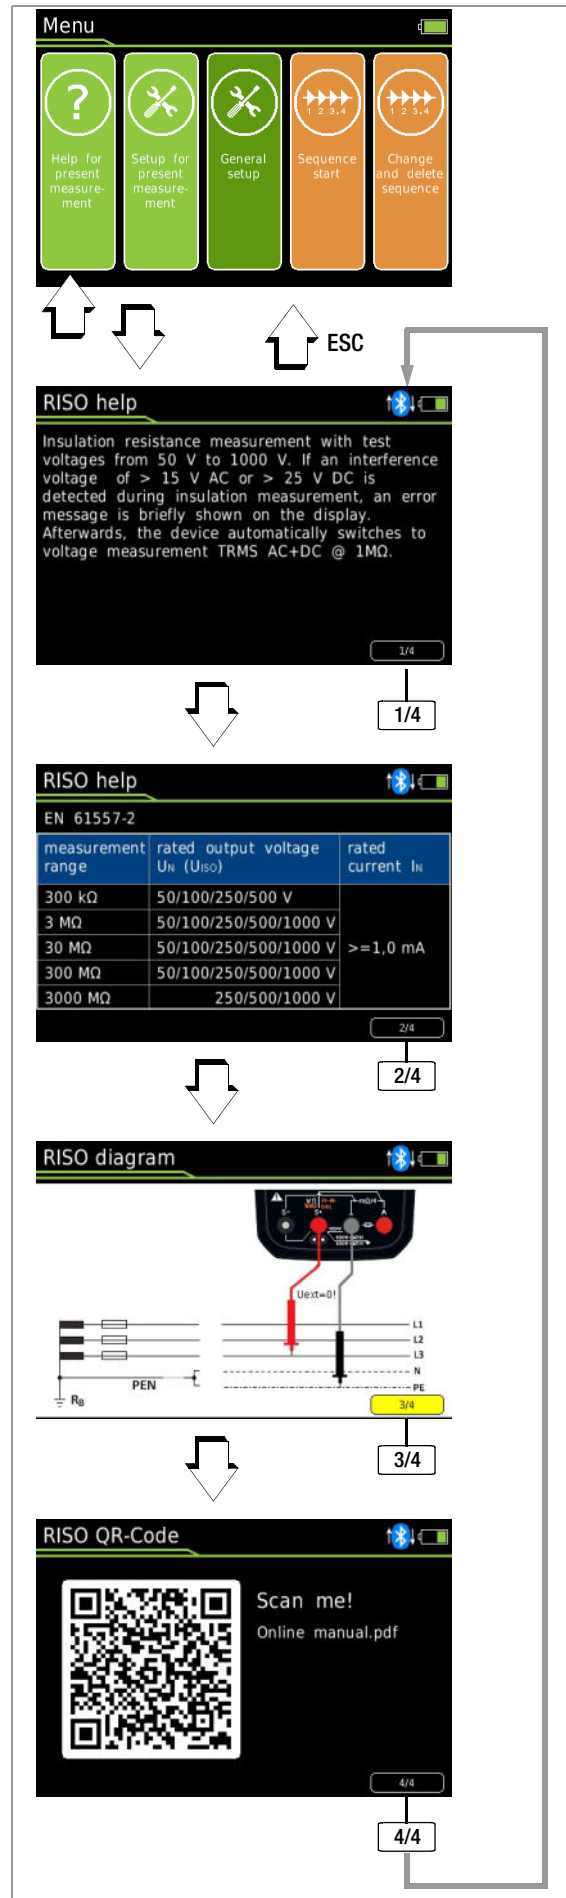 Menu
?
1 2 3.4
1 2 3.4
Help for
present
measure-
ment
Setup for
present
measure-
ment
General
setup
Sequence
start
Change
and delete
sequence
ESC
RISO help
Insulation resistance measurement with test
voltages from 50 V to 1000 V. If an interference
voltage of > 15 V AC or > 25 V DC is
detected during insulation measurement, an error
message is briefly shown on the display.
Afterwards, the device automatically switches to
voltage measurement TRMS AC+DC @ 1MΩ.
1/4
1/4
RISO help
EN 61557-2
measurement range rated output voltage UN (UISO) rated current IN
300 kΩ 50/100/250/500 V
3 MΩ 50/100/250/500/1000 V
30 MΩ 50/100/250/500/1000 V >=1,0 mA
300 MΩ 50/100/250/500/1000 V
3000 MΩ 250/500/1000 V
2/4
2/4
RISO diagram
S- S+ A
Uext=0!
L1
L2
L3
N
PEN
PE
RB
3/4
3/4
RISO QR-Code
Scan me!
Online manual.pdf
4/4
4/4